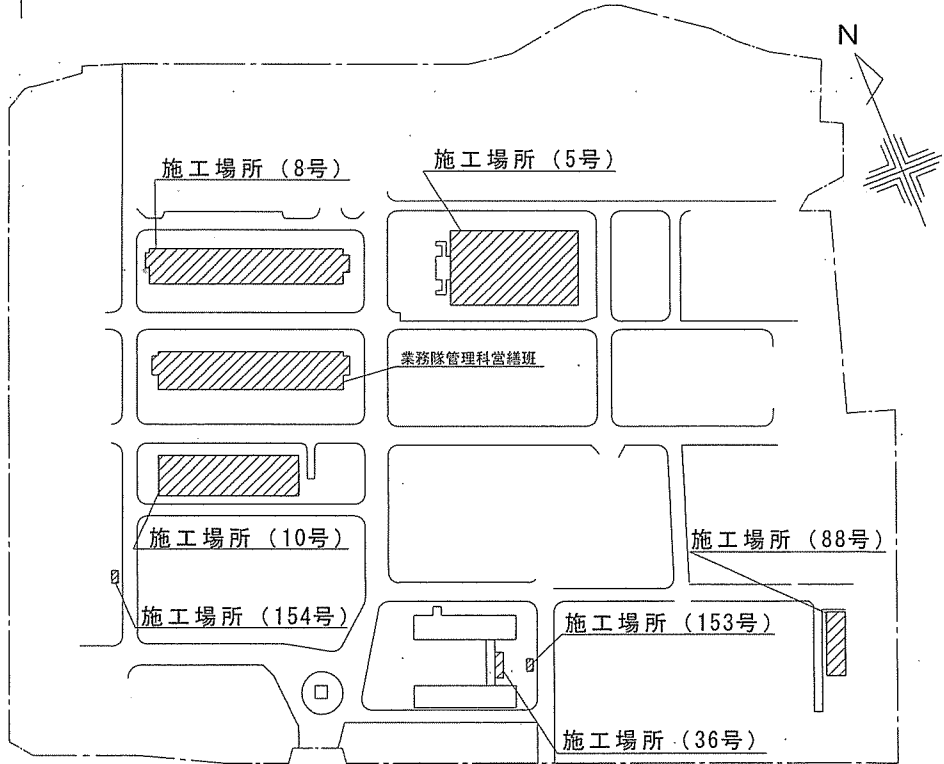 N
施工場所（8号）
施工場所（5号）
業務隊管理科営繕班
施工場所（10号）
施工場所（88号）
施工場所（154号）
施工場所（153号）
施工場所（36号）